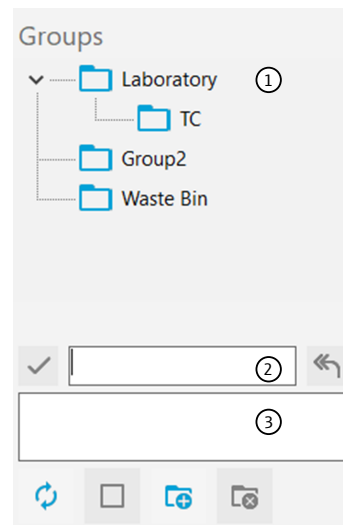 Groups
Laboratory ①
TC
Group2
Waste Bin
②
③